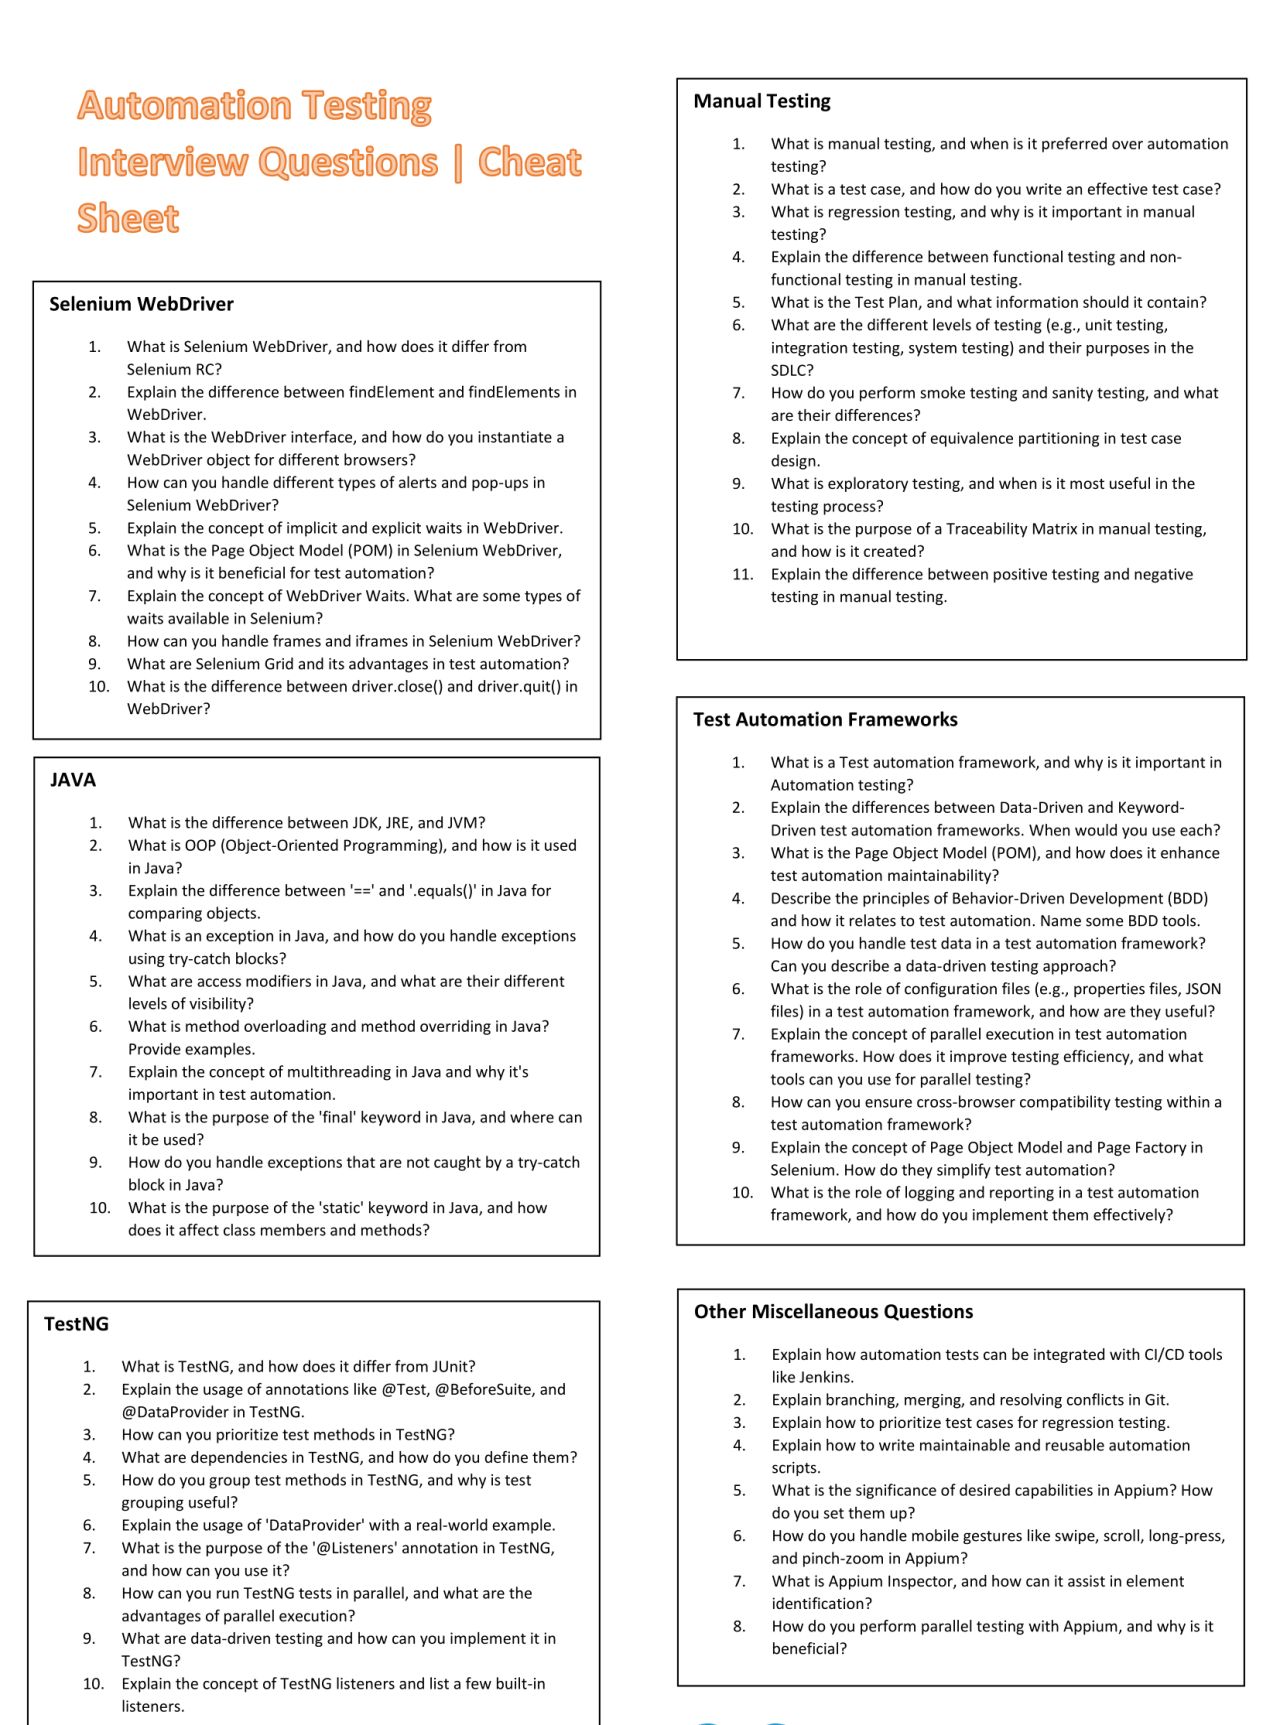 Automation Testing
Interview Questions | Cheat
Sheet
Selenium WebDriver
1. What is Selenium WebDriver, and how does it differ from
Selenium RC?
2. Explain the difference between findElement and findElements in
WebDriver.
3. What is the WebDriver interface, and how do you instantiate a
WebDriver object for different browsers?
4. How can you handle different types of alerts and pop-ups in
Selenium WebDriver?
5. Explain the concept of implicit and explicit waits in WebDriver.
6. What is the Page Object Model (POM) in Selenium WebDriver,
and why is it beneficial for test automation?
7. Explain the concept of WebDriver Waits. What are some types of
waits available in Selenium?
8. How can you handle frames and iframes in Selenium WebDriver?
9. What are Selenium Grid and its advantages in test automation?
10. What is the difference between driver.close() and driver.quit() in
WebDriver?
JAVA
1. What is the difference between JDK, JRE, and JVM?
2. What is OOP (Object-Oriented Programming), and how is it used
in Java?
3. Explain the difference between '==' and '.equals()' in Java for
comparing objects.
4. What is an exception in Java, and how do you handle exceptions
using try-catch blocks?
5. What are access modifiers in Java, and what are their different
levels of visibility?
6. What is method overloading and method overriding in Java?
Provide examples.
7. Explain the concept of multithreading in Java and why it's
important in test automation.
8. What is the purpose of the 'final' keyword in Java, and where can
it be used?
9. How do you handle exceptions that are not caught by a try-catch
block in Java?
10. What is the purpose of the 'static' keyword in Java, and how
does it affect class members and methods?
TestNG
1. What is TestNG, and how does it differ from JUnit?
2. Explain the usage of annotations like @Test, @BeforeSuite, and
@DataProvider in TestNG.
3. How can you prioritize test methods in TestNG?
4. What are dependencies in TestNG, and how do you define them?
5. How do you group test methods in TestNG, and why is test
grouping useful?
6. Explain the usage of 'DataProvider' with a real-world example.
7. What is the purpose of the '@Listeners' annotation in TestNG,
and how can you use it?
8. How can you run TestNG tests in parallel, and what are the
advantages of parallel execution?
9. What are data-driven testing and how can you implement it in
TestNG?
10. Explain the concept of TestNG listeners and list a few built-in
listeners.
Manual Testing
1. What is manual testing, and when is it preferred over automation
testing?
2. What is a test case, and how do you write an effective test case?
3. What is regression testing, and why is it important in manual
testing?
4. Explain the difference between functional testing and non-
functional testing in manual testing.
5. What is the Test Plan, and what information should it contain?
6. What are the different levels of testing (e.g., unit testing,
integration testing, system testing) and their purposes in the
SDLC?
7. How do you perform smoke testing and sanity testing, and what
are their differences?
8. Explain the concept of equivalence partitioning in test case
design.
9. What is exploratory testing, and when is it most useful in the
testing process?
10. What is the purpose of a Traceability Matrix in manual testing,
and how is it created?
11. Explain the difference between positive testing and negative
testing in manual testing.
Test Automation Frameworks
1. What is a Test automation framework, and why is it important in
Automation testing?
2. Explain the differences between Data-Driven and Keyword-
Driven test automation frameworks. When would you use each?
3. What is the Page Object Model (POM), and how does it enhance
test automation maintainability?
4. Describe the principles of Behavior-Driven Development (BDD)
and how it relates to test automation. Name some BDD tools.
5. How do you handle test data in a test automation framework?
Can you describe a data-driven testing approach?
6. What is the role of configuration files (e.g., properties files, JSON
files) in a test automation framework, and how are they useful?
7. Explain the concept of parallel execution in test automation
frameworks. How does it improve testing efficiency, and what
tools can you use for parallel testing?
8. How can you ensure cross-browser compatibility testing within a
test automation framework?
9. Explain the concept of Page Object Model and Page Factory in
Selenium. How do they simplify test automation?
10. What is the role of logging and reporting in a test automation
framework, and how do you implement them effectively?
Other Miscellaneous Questions
1. Explain how automation tests can be integrated with CI/CD tools
like Jenkins.
2. Explain branching, merging, and resolving conflicts in Git.
3. Explain how to prioritize test cases for regression testing.
4. Explain how to write maintainable and reusable automation
scripts.
5. What is the significance of desired capabilities in Appium? How
do you set them up?
6. How do you handle mobile gestures like swipe, scroll, long-press,
and pinch-zoom in Appium?
7. What is Appium Inspector, and how can it assist in element
identification?
8. How do you perform parallel testing with Appium, and why is it
beneficial?